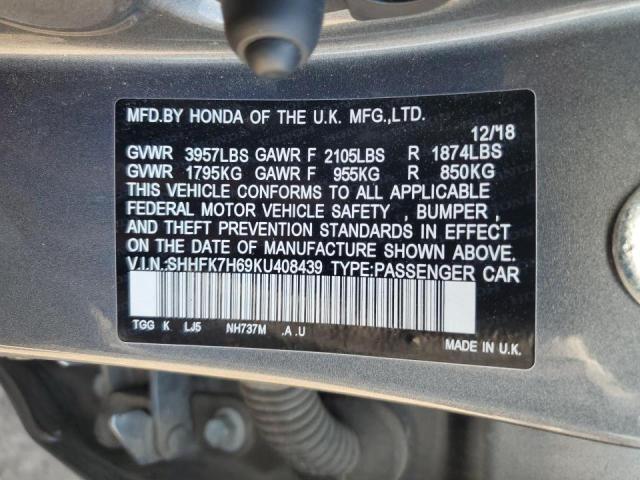 MFD.BY HONDA OF THE U.K. MFG.,LTD.
12/18
GVWR 3957LBS GAWR F 2105LBS R 1874LBS
GVWR 1795KG GAWR F 955KG R 850KG
THIS VEHICLE CONFORMS TO ALL APPLICABLE
FEDERAL MOTOR VEHICLE SAFETY , BUMPER ,
AND THEFT PREVENTION STANDARDS IN EFFECT
ON THE DATE OF MANUFACTURE SHOWN ABOVE.
V.I.N.:SHHFK7H69KU408439 TYPE:PASSENGER CAR
TGG K LJ5 NH737M .A .U
MADE IN U.K.